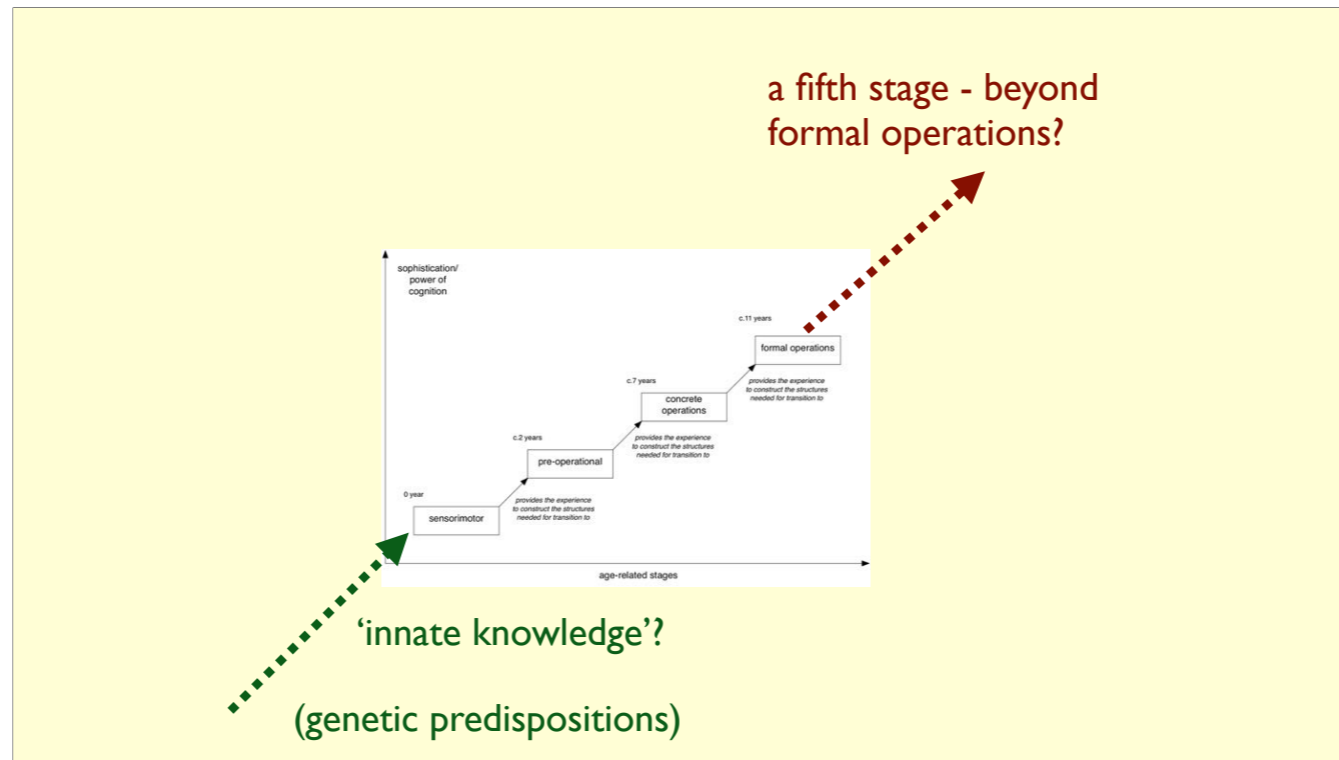 a fifth stage - beyond
formal operations?
sophistication/
power of
cognition
c.11 years
formal operations
provides the experience
to construct the structures
needed for transition to
c.7 years
concrete
operations
provides the experience
to construct the structures
needed for transition to
c.2 years
pre-operational
provides the experience
to construct the structures
needed for transition to
0 year
sensorimotor
age-related stages
‘innate knowledge’?
(genetic predispositions)